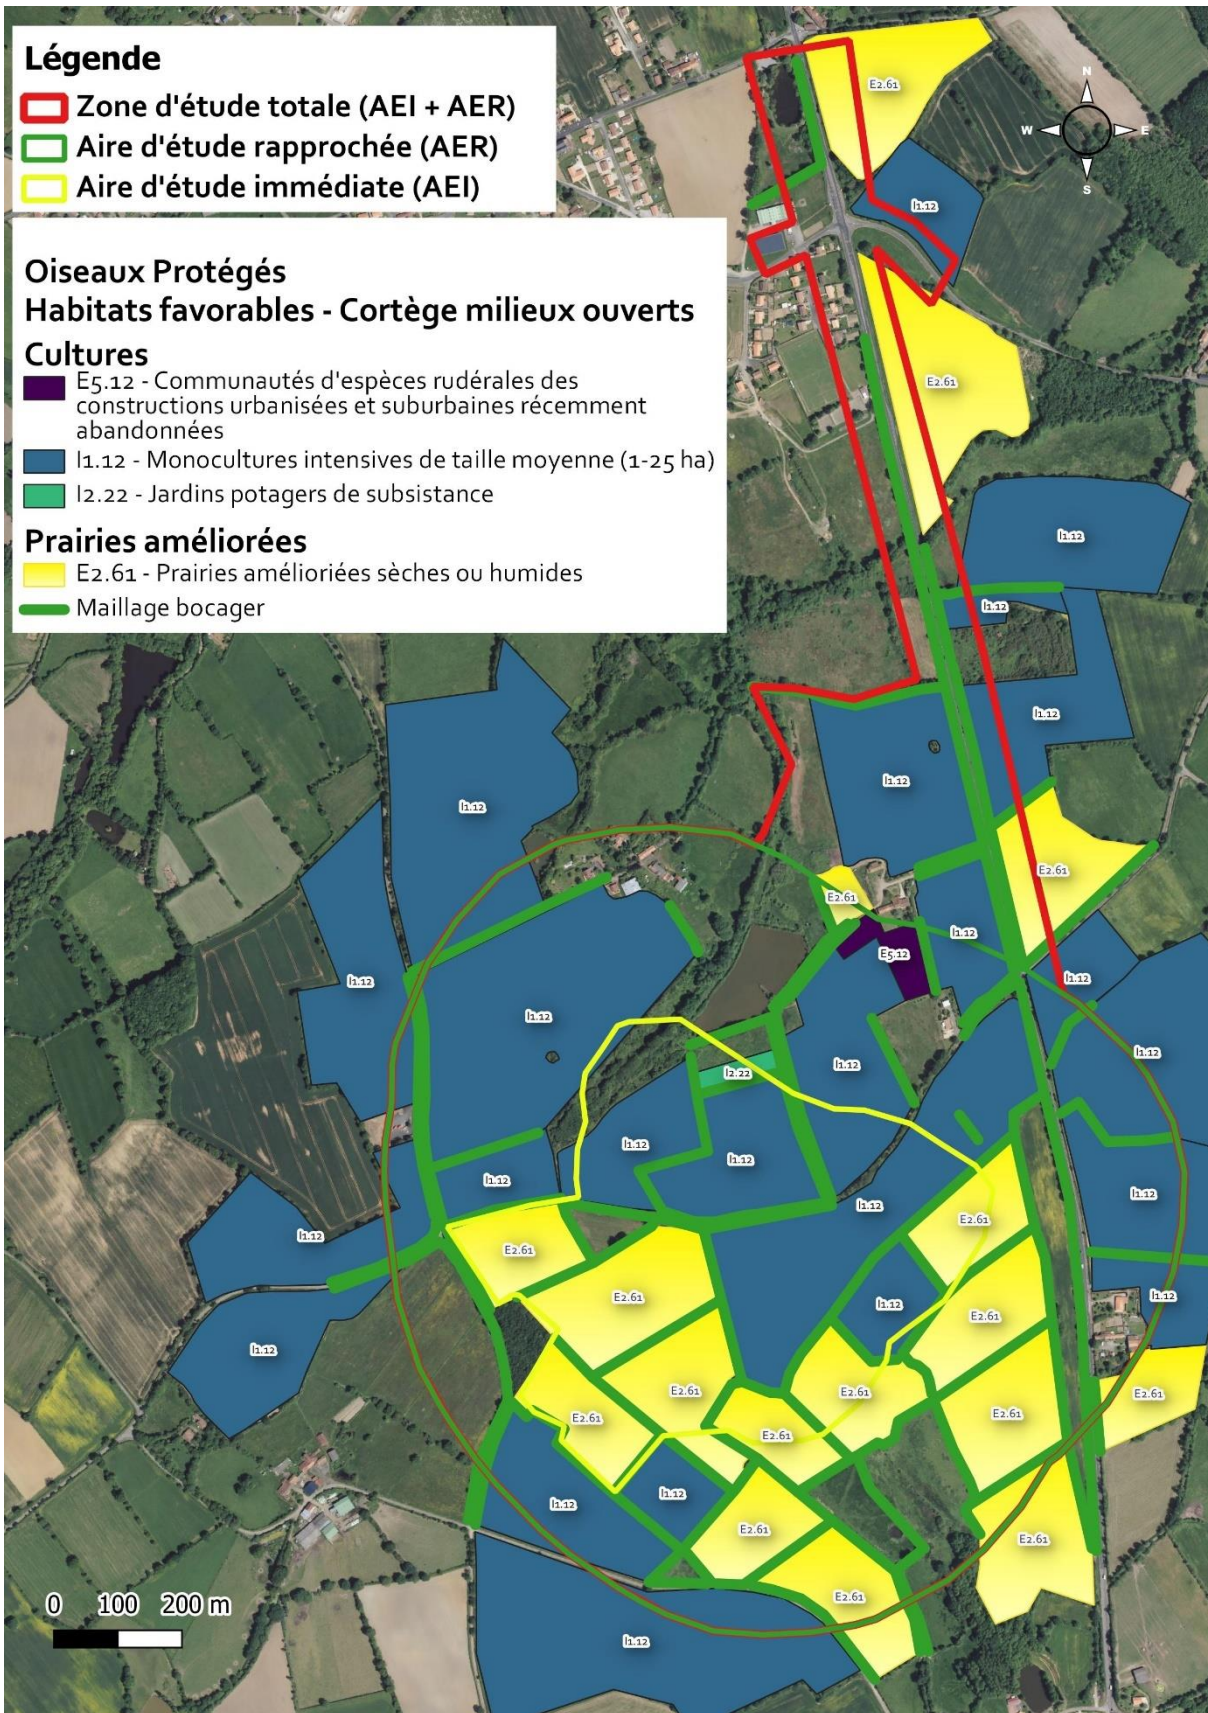 Légende
Zone d'étude totale (AEI + AER)
Aire d'étude rapprochée (AER)
Aire d'étude immédiate (AEI)
Oiseaux Protégés
Habitats favorables - Cortège milieux ouverts
Cultures
E5.12 - Communautés d'espèces rudérales des
constructions urbanisées et suburbaines récemment
abandonnées
I1.12 - Monocultures intensives de taille moyenne (1-25 ha)
I2.22 - Jardins potagers de subsistance
Prairies améliorées
E2.61 - Prairies amélioriées sèches ou humides
Maillage bocager
N
W
E
S
E2.61
I1.12
E2.61
I1.12
I1.12
I1.12
I1.12
I1.12
E2.61
E2.61
I1.12
E5.12
I1.12
I1.12
I1.12
I1.12
I1.12
I2.22
I1.12
I1.12
I1.12
I1.12
I1.12
I1.12
E2.61
I1.12
E2.61
E2.61
E2.61
I1.12
I1.12
I1.12
E2.61
E2.61
E2.61
E2.61
E2.61
E2.61
E2.61
I1.12
I1.12
E2.61
E2.61
E2.61
I1.12
0 100 200 m